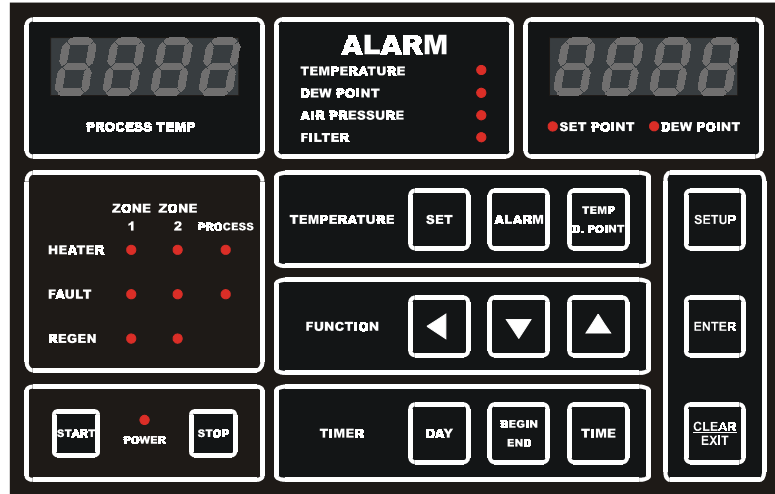 8888
PROCESS TEMP
ALARM
TEMPERATURE
DEW POINT
AIR PRESSURE
FILTER
8888
SET POINT DEW POINT
ZONE ZONE
1 2 PROCESS
HEATER
FAULT
REGEN
TEMPERATURE
SET
ALARM
TEMP
D. POINT
SETUP
FUNCTION
ENTER
START
POWER
STOP
TIMER
DAY
BEGIN
END
TIME
CLEAR
EXIT